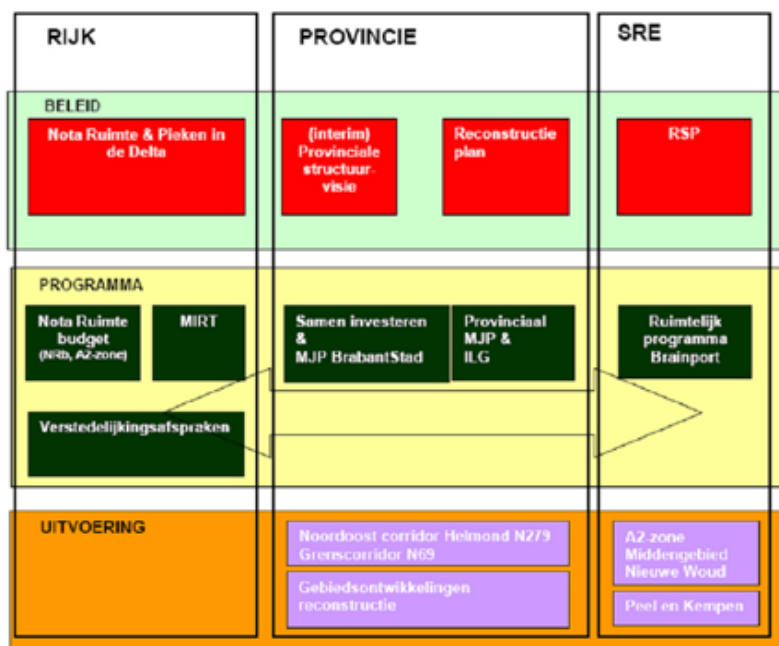 RIJK
PROVINCIE
SRE
BELEID
Nota Ruimte & Pieken in
de Delta
(interim)
Provinciale
structuur-
visie
Reconstructie
plan
RSP
PROGRAMMA
Nota Ruimte
budget
(NRb, A2-zone)
MIRT
Samen investeren
&
MJP BrabantStad
Provinciaal
MJP &
ILG
Ruimtelijk
programma
Brainport
Verstedelijkingsafspraken
UITVOERING
Noordoost corridor Helmond N279
Grenscorridor N69
Gebiedsontwikkelingen
reconstructie
A2-zone
Middengebied
Nieuwe Woud
Peel en Kempen